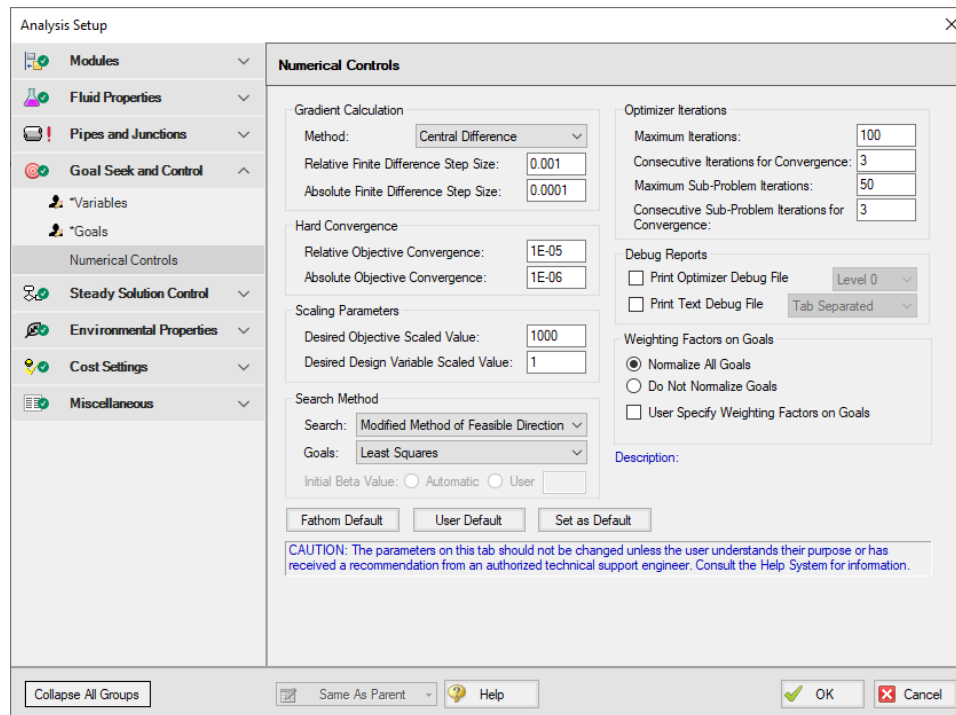 Analysis Setup
Modules
Fluid Properties
Pipes and Junctions
Goal Seek and Control
*Variables
*Goals
Numerical Controls
Steady Solution Control
Environmental Properties
Cost Settings
Miscellaneous
Numerical Controls
Gradient Calculation
Method: Central Difference
Relative Finite Difference Step Size: 0.001
Absolute Finite Difference Step Size: 0.0001
Hard Convergence
Relative Objective Convergence: 1E-05
Absolute Objective Convergence: 1E-06
Scaling Parameters
Desired Objective Scaled Value: 1000
Desired Design Variable Scaled Value: 1
Search Method
Search: Modified Method of Feasible Direction
Goals: Least Squares
Initial Beta Value: Automatic User
Optimizer Iterations
Maximum Iterations: 100
Consecutive Iterations for Convergence: 3
Maximum Sub-Problem Iterations: 50
Consecutive Sub-Problem Iterations for 3
Convergence:
Debug Reports
Print Optimizer Debug File Level 0
Print Text Debug File Tab Separated
Weighting Factors on Goals
Normalize All Goals
Do Not Normalize Goals
User Specify Weighting Factors on Goals
Description:
Fathom Default User Default Set as Default
CAUTION: The parameters on this tab should not be changed unless the user understands their purpose or has
received a recommendation from an authorized technical support engineer. Consult the Help System for information.
Collapse All Groups Same As Parent Help OK Cancel